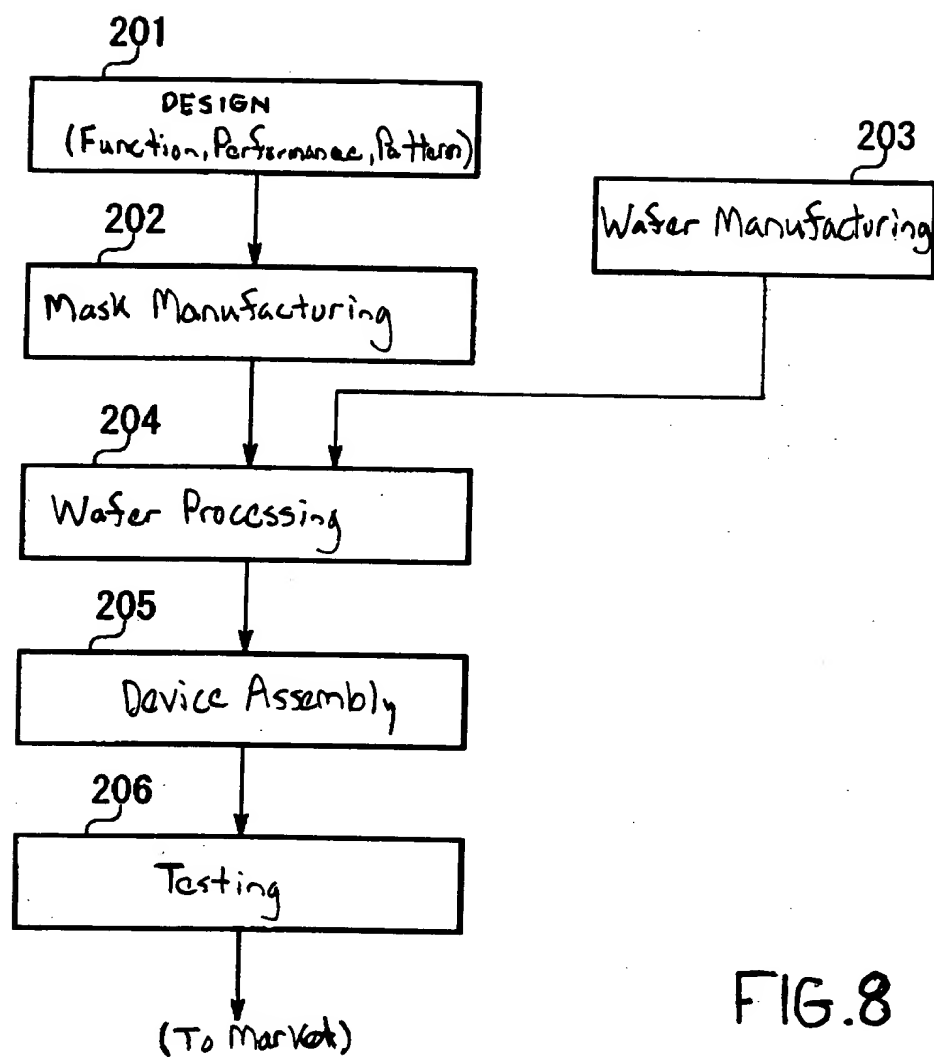 201
DESIGN
(Function, Performance, Pattern)
203
Wafer Manufacturing
202
Mask Manufacturing
204
Wafer Processing
205
Device Assembly
206
Testing
(To Market)
FIG.8